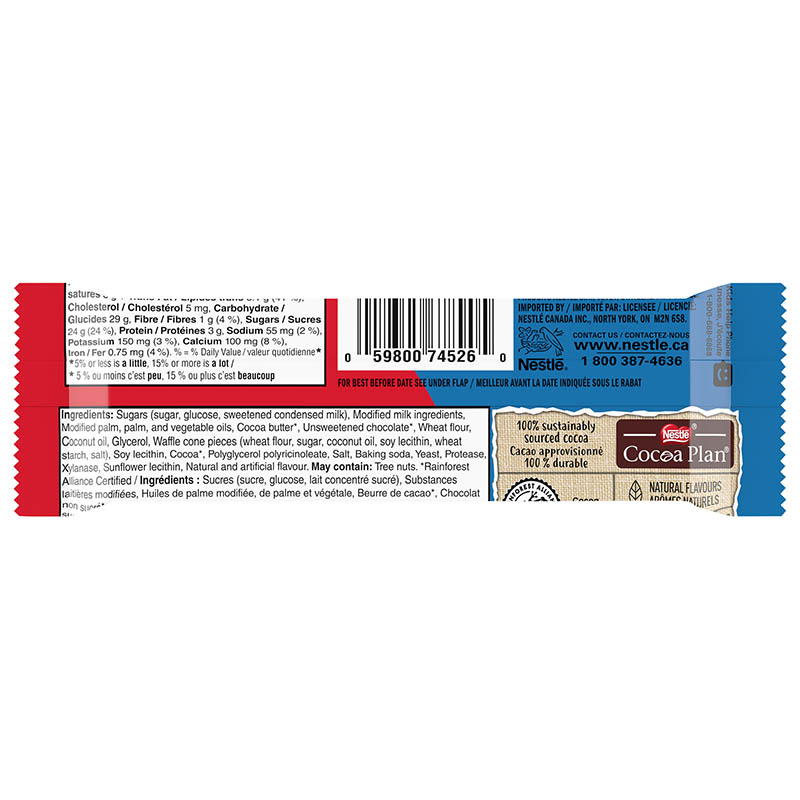 Cholesterol / Cholestérol 5 mg, Carbohydrate /
Glucides 29 g, Fibre / Fibres 1 g (4 %), Sugars / Sucres
24 g (24 %), Protein / Protéines 3 g, Sodium 55 mg (2 %),
Potassium 150 mg (3 %), Calcium 100 mg (8 %),
Iron / Fer 0.75 mg (4%), % = % Daily Value / valeur quotidienne*
*5% or less is a little, 15% or more is a lot /
* 5 % ou moins c'est peu, 15 % ou plus c'est beaucoup
0 59800 74526 0
FOR BEST BEFORE DATE SEE UNDER FLAP / MEILLEUR AVANT LA DATE INDIQUÉE SOUS LE RABAT
IMPORTED BY / IMPORTÉ PAR: LICENSEE / LICENCIÉ
NESTLÉ CANADA INC., NORTH YORK, ON M2N 6S8.
CONTACT US / CONTACTEZ-NOUS
www.nestle.ca
1 800 387-4636
Nestlé®
Kids Help Phone
Jeunesse, J'écoute
1-800-668-6868
Ingredients: Sugars (sugar, glucose, sweetened condensed milk), Modified milk ingredients,
Modified palm, palm, and vegetable oils, Cocoa butter*, Unsweetened chocolate*, Wheat flour,
Coconut oil, Glycerol, Waffle cone pieces (wheat flour, sugar, coconut oil, soy lecithin, wheat
starch, salt), Soy lecithin, Cocoa*, Polyglycerol polyricinoleate, Salt, Baking soda, Yeast, Protease,
Xylanase, Sunflower lecithin, Natural and artificial flavour. May contain: Tree nuts. *Rainforest
Alliance Certified / Ingrédients : Sucres (sucre, glucose, lait concentré sucré), Substances
laitières modifiées, Huiles de palme modifiée, de palme et végétale, Beurre de cacao*, Chocolat
non sucré*
100% sustainably
sourced cocoa
Cacao approvisionné
100 % durable
Nestlé®
Cocoa Plan®
NATURAL FLAVOURS
ARÔMES NATURELS